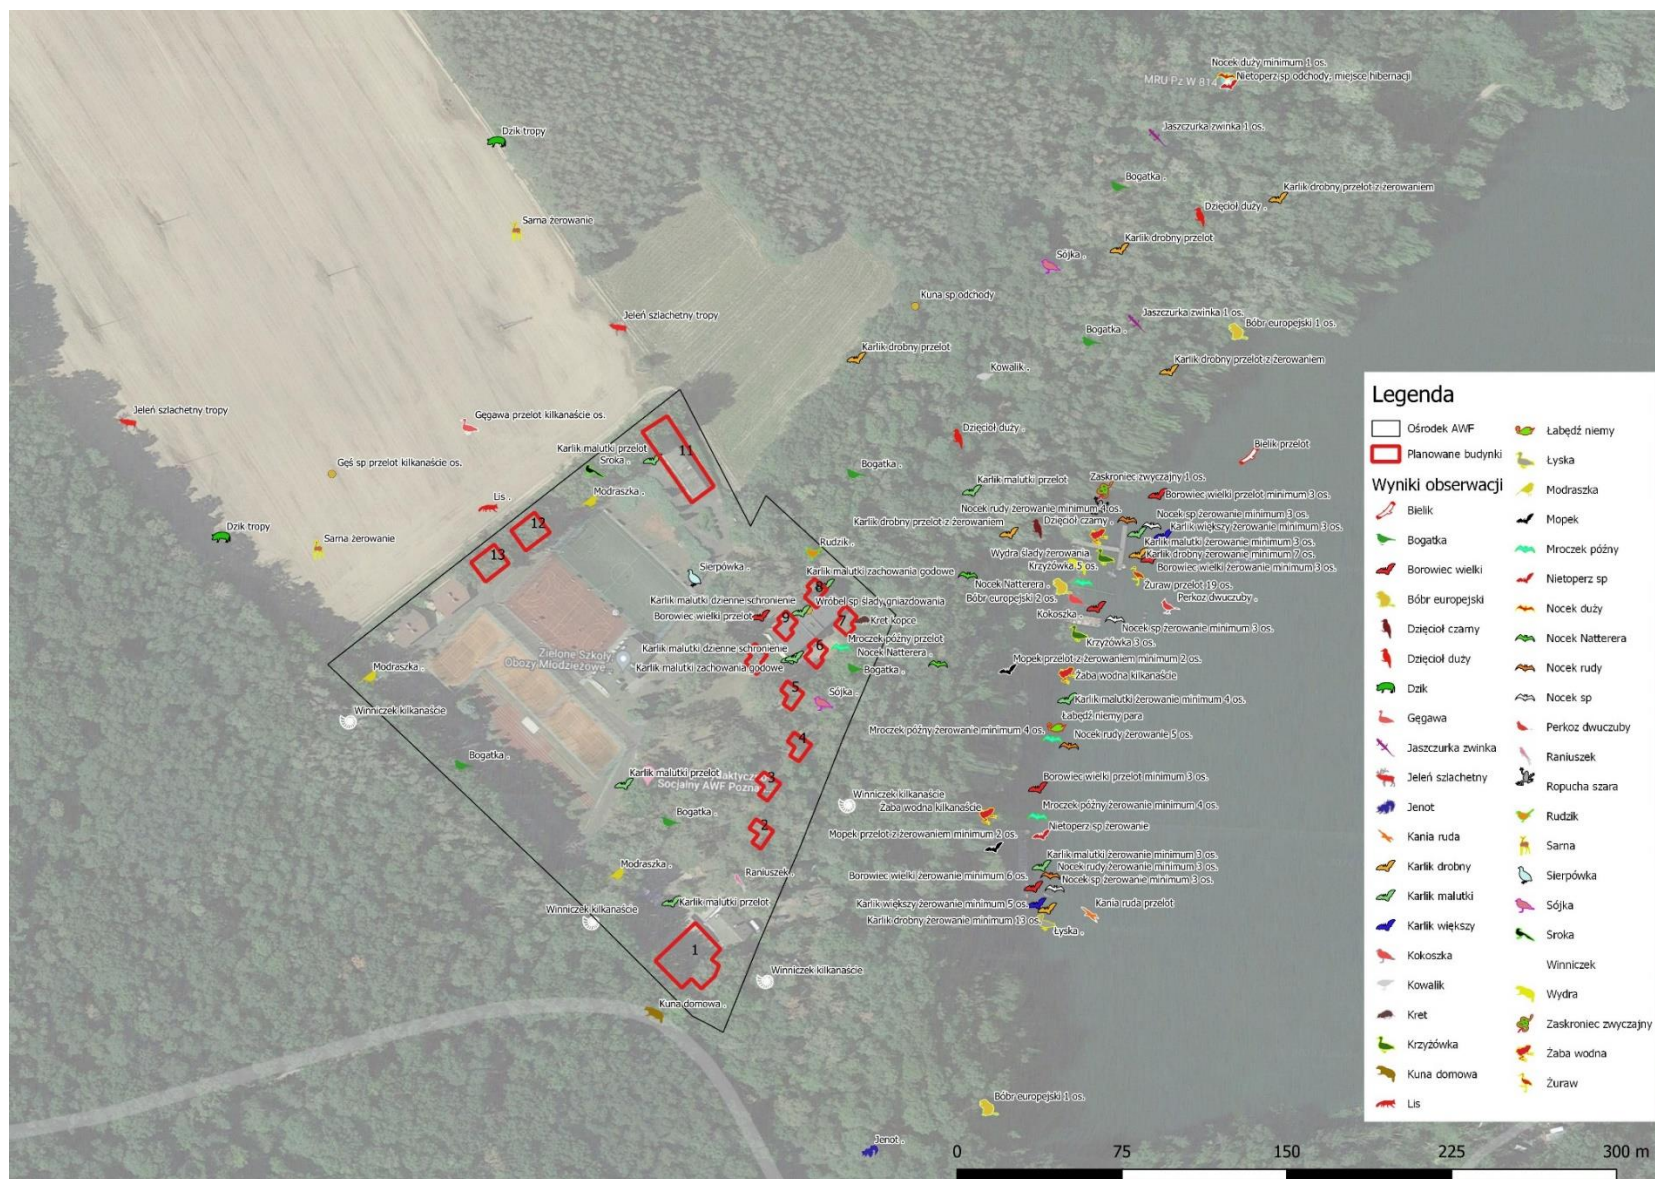 Nocek duży minimum 1 os.
MRU Pz W 814
Nietoperz sp odchody, miejsce hibernacji
Dzik tropy
Jaszczurka zwinka 1 os.
Bogatka .
Karlik drobny przelot z żerowaniem
Dzięcioł duży .
Sarna żerowanie
Karlik drobny przelot
Sójka .
Kuna sp odchody
Jeleń szlachetny tropy
Jaszczurka zwinka 1 os.
Bóbr europejski 1 os.
Bogatka .
Karlik drobny przelot
Karlik drobny przelot z żerowaniem
Kowalik .
Jeleń szlachetny tropy
Gęgawa przelot kilkanaście os.
Dzięcioł duży .
Karlik malutki przelot
11
Sroka .
Bielik przelot
Gęś sp przelot kilkanaście os.
Bogatka .
Karlik malutki przelot
Zaskroniec zwyczajny 1 os.
Modraszka .
Lis .
Borowiec wielki przelot minimum 3 os.
Nocek rudy żerowanie minimum 4 os.
Nocek sp żerowanie minimum 3 os.
Karlik drobny przelot z żerowaniem
Dzięcioł czarny .
Karlik większy żerowanie minimum 3 os.
12
Dzik tropy
Karlik malutki żerowanie minimum 3 os.
Rudzik .
Sarna żerowanie
13
Wydra ślady żerowania
Karlik drobny żerowanie minimum 7 os.
Krzyżówka 5 os.
Borowiec wielki żerowanie minimum 3 os.
Sierpówka .
Karlik malutki zachowania godowe
Nocek Natterera .
Żuraw przelot 19 os.
8
Karlik malutki dzienne schronienie
Wróbel sp ślady gniazdowania
Bóbr europejski 2 os.
Perkoz dwuczuby .
Borowiec wielki przelot
9
7
Kret kopce
Kokoszka .
Nocek sp żerowanie minimum 3 os.
Mroczek późny przelot
Krzyżówka 3 os.
Karlik malutki dzienne schronienie
6
Nocek Natterera .
Zielone Szkoły
Obozy Młodzieżowe
Karlik malutki zachowania godowe
Bogatka .
Mopek przelot z żerowaniem minimum 2 os.
Modraszka .
Żaba wodna kilkanaście
5
Sójka .
Karlik malutki żerowanie minimum 4 os.
Winniczek kilkanaście
Łabędź niemy para
Mroczek późny żerowanie minimum 4 os.
Nocek rudy żerowanie 5 os.
4
Bogatka .
Karlik malutki przelot
3
Borowiec wielki przelot minimum 3 os.
Socjalny AWF Poznań
Winniczek kilkanaście
Żaba wodna kilkanaście
Mroczek późny żerowanie minimum 4 os.
Bogatka .
2
Mopek przelot z żerowaniem minimum 2 os.
Nietoperz sp żerowanie
Modraszka .
Karlik malutki żerowanie minimum 3 os.
Raniuszek .
Nocek rudy żerowanie minimum 3 os.
Borowiec wielki żerowanie minimum 6 os.
Nocek sp żerowanie minimum 3 os.
Karlik malutki przelot
Karlik większy żerowanie minimum 5 os.
Kania ruda przelot
Winniczek kilkanaście
Karlik drobny żerowanie minimum 13 os.
Łyska .
1
Winniczek kilkanaście
Kuna domowa .
Bóbr europejski 1 os.
Jenot .
0 75 150 225 300 m
Legenda
Ośrodek AWF
Planowane budynki
Wyniki obserwacji
Bielik
Bogatka
Borowiec wielki
Bóbr europejski
Dzięcioł czarny
Dzięcioł duży
Dzik
Gęgawa
Jaszczurka zwinka
Jeleń szlachetny
Jenot
Kania ruda
Karlik drobny
Karlik malutki
Karlik większy
Kokoszka
Kowalik
Kret
Krzyżówka
Kuna domowa
Lis
Łabędź niemy
Łyska
Modraszka
Mopek
Mroczek późny
Nietoperz sp
Nocek duży
Nocek Natterera
Nocek rudy
Nocek sp
Perkoz dwuczuby
Raniuszek
Ropucha szara
Rudzik
Sarna
Sierpówka
Sójka
Sroka
Winniczek
Wydra
Zaskroniec zwyczajny
Żaba wodna
Żuraw